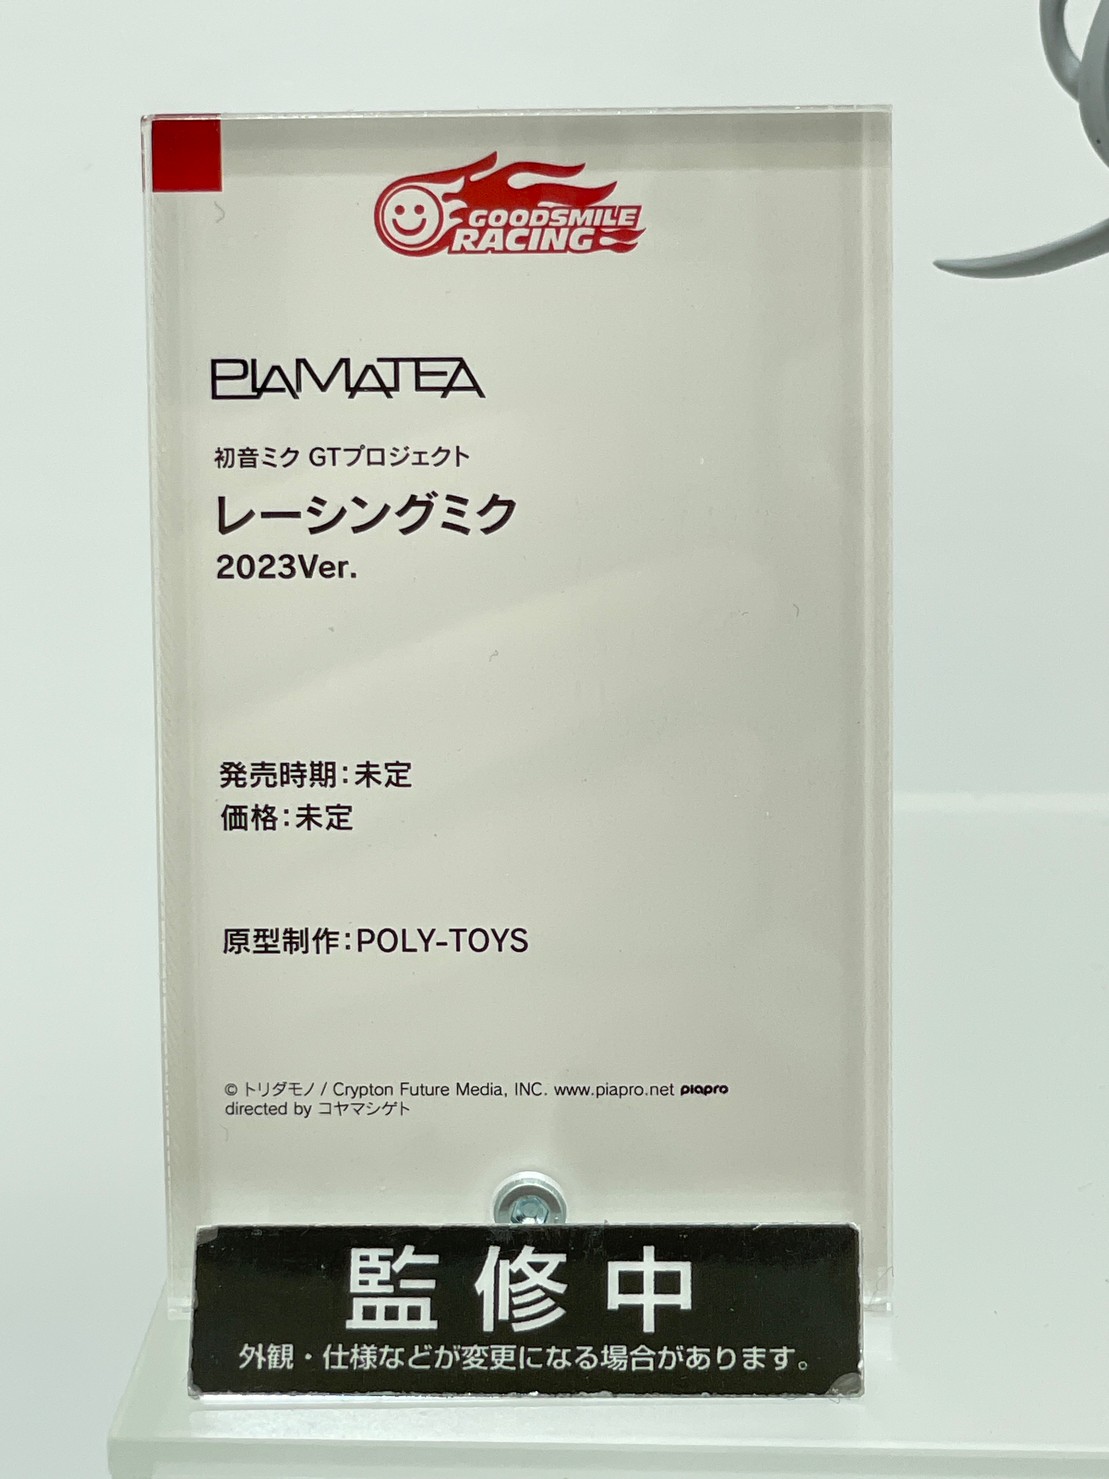 GOODSMILE
RACING
PLAMATEA
初音ミク GTプロジェクト
レーシングミク
2023Ver.
発売時期:未定
価格:未定
原型制作:POLY-TOYS
© トリダモノ / Crypton Future Media, INC. www.piapro.net piapro
directed by コヤマシゲト
監修中
外観・仕様などが変更になる場合があります。